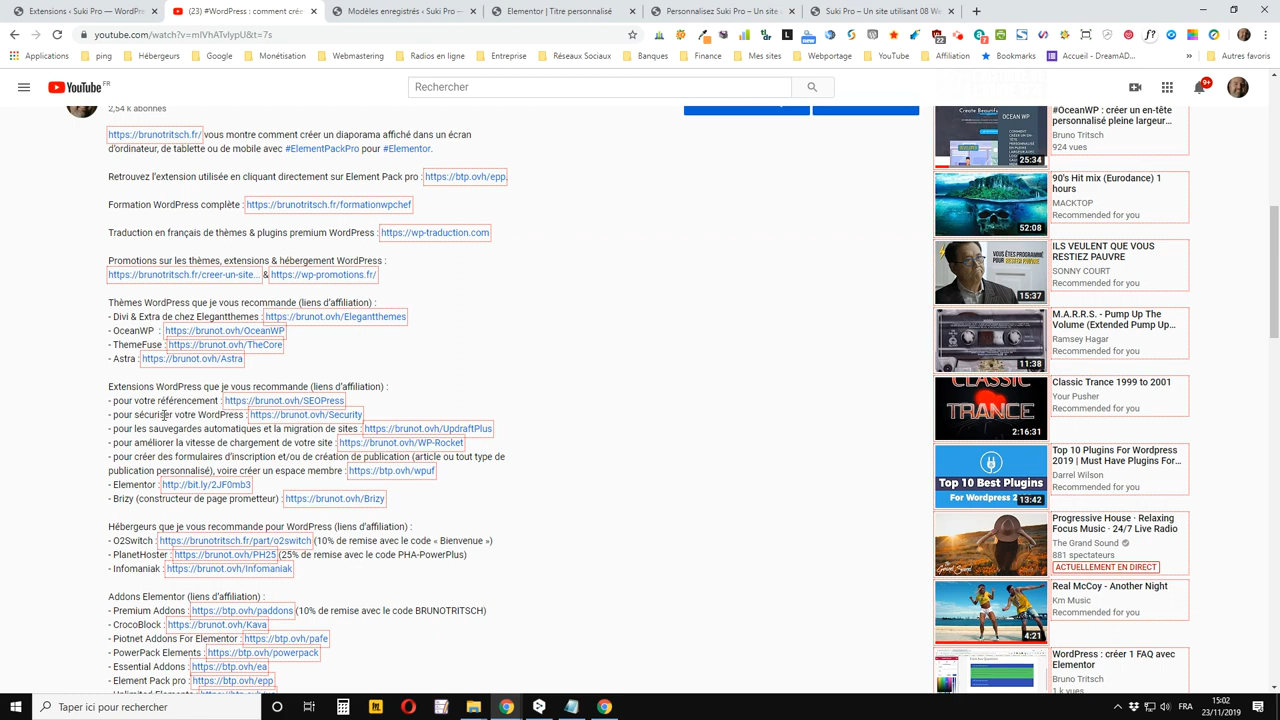 Extensions « Suki Pro — WordPr…
(23) #WordPress : comment crée…
Modèles enregistrés ‹ Suki Pro —
Elementor | Titre personnalisé
Personnalisez Suki Pro – Un site
Suki Pro – Un site utilisant 08 We
youtube.com/watch?v=mIVhATvIypU&t=7s
Applications
posts
Hébergeurs
Google
Monétisation
Webmastering
Radios en ligne
Entreprise
Réseaux Sociaux
Banques
Finance
Mes sites
Webportage
YouTube
Affiliation
Bookmarks
Accueil - DreamAD...
Autres favoris
YouTube FR
Rechercher
9+
2,54 k abonnés
https://brunotritsch.fr/ vous montre comment créer un diaporama affiché dans un écran
d'ordinateur, de tablette ou de mobile avec #ElementPackPro pour #Elementor.
Retrouvez l'extension utilisée en cliquant directement sur Element Pack pro : https://btp.ovh/epp.
Formation WordPress complète : https://brunotritsch.fr/formationwpchef
Traduction en français de thèmes & plugins premium WordPress : https://wp-traduction.com
Promotions sur les thèmes, extensions & hébergement WordPress :
https://brunotritsch.fr/creer-un-site... & https://wp-promotions.fr/
Thèmes WordPress que je vous recommande (liens d'affiliation) :
- Divi & Extra de chez Elegantthemes : https://brunot.ovh/Elegantthemes
- OceanWP : https://brunot.ovh/OceanWP
- ThemeFuse : https://brunot.ovh/TheCore
- Astra : https://brunot.ovh/Astra
Extensions WordPress que je vous recommande (liens d'affiliation) :
- pour votre référencement : https://brunot.ovh/SEOPress
- pour sécuriser votre WordPress : https://brunot.ovh/Security
- pour les sauvegardes automatiques et la migration de sites : https://brunot.ovh/UpdraftPlus
- pour améliorer la vitesse de chargement de votre site : https://brunot.ovh/WP-Rocket
- pour créer des formulaires d'inscription et/ou de création de publication (article ou tout type de
publication personnalisé), voire créer un espace membre : https://btp.ovh/wpuf
- Elementor : http://bit.ly/2JF0mb3
- Brizy (constructeur de page prometteur) : https://brunot.ovh/Brizy
Hébergeurs que je vous recommande pour WordPress (liens d'affiliation) :
- O2Switch : https://brunotritsch.fr/part/o2switch (10% de remise avec le code « Bienvenue »)
- PlanetHoster : https://brunot.ovh/PH25 (25% de remise avec le code PHA-PowerPlus)
- Infomaniak : https://brunot.ovh/Infomaniak
Addons Elementor (liens d'affiliation) :
- Premium Addons : https://btp.ovh/paddons (10% de remise avec le code BRUNOTRITSCH)
- CrocoBlock : https://brunot.ovh/Kava
- Piotnet Addons For Elementor : https://btp.ovh/pafe
- PowerPack Elements : https://btp.ovh/powerpack
- Essential Addons : https://btp.ovh/ea
- Element Pack pro : https://btp.ovh/epp
OCEAN WP
25:34
#OceanWP : créer un en-tête
personnalisé pleine largeur...
Bruno Tritsch
924 vues
52:08
90's Hit mix (Eurodance) 1
hours
MACKTOP
Recommended for you
15:37
ILS VEULENT QUE VOUS
RESTIEZ PAUVRE
SONNY COURT
Recommended for you
11:38
M.A.R.R.S. - Pump Up The
Volume (Extended Pump Up...
Ramsey Hagar
Recommended for you
CLASSIC
TRANCE
2:16:31
Classic Trance 1999 to 2001
Your Pusher
Recommended for you
Top 10 Best Plugins
For Wordpress 2
13:42
Top 10 Plugins For Wordpress
2019 | Must Have Plugins For...
Darrel Wilson
Recommended for you
The Grand Sound
Progressive House · Relaxing
Focus Music · 24/7 Live Radio
The Grand Sound
881 spectateurs
ACTUELLEMENT EN DIRECT
4:21
Real McCoy - Another Night
Km Music
Recommended for you
WordPress : créer 1 FAQ avec
Elementor
Bruno Tritsch
1 k vues
Taper ici pour rechercher
FRA
15:02
23/11/2019